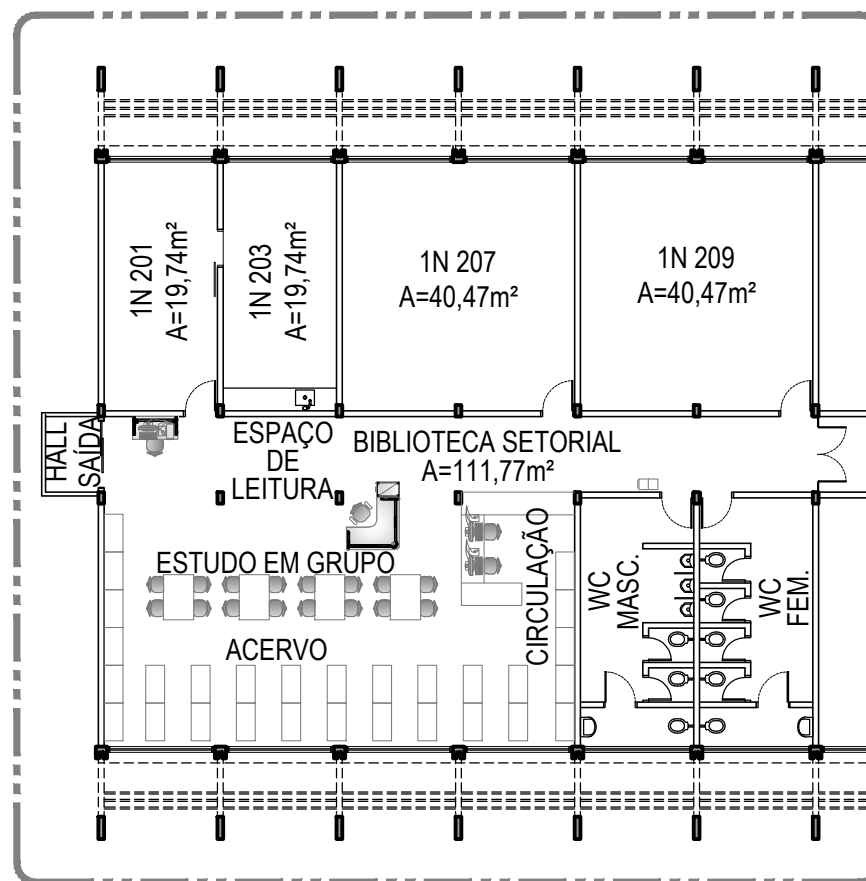 1N 201
A=19,74m²
1N 203
A=19,74m²
1N 207
A=40,47m²
1N 209
A=40,47m²
HALL
SAÍDA
ESPAÇO
DE
LEITURA
BIBLIOTECA SETORIAL
A=111,77m²
ESTUDO EM GRUPO
CIRCULAÇÃO
WC
MASC.
WC
FEM.
ACERVO